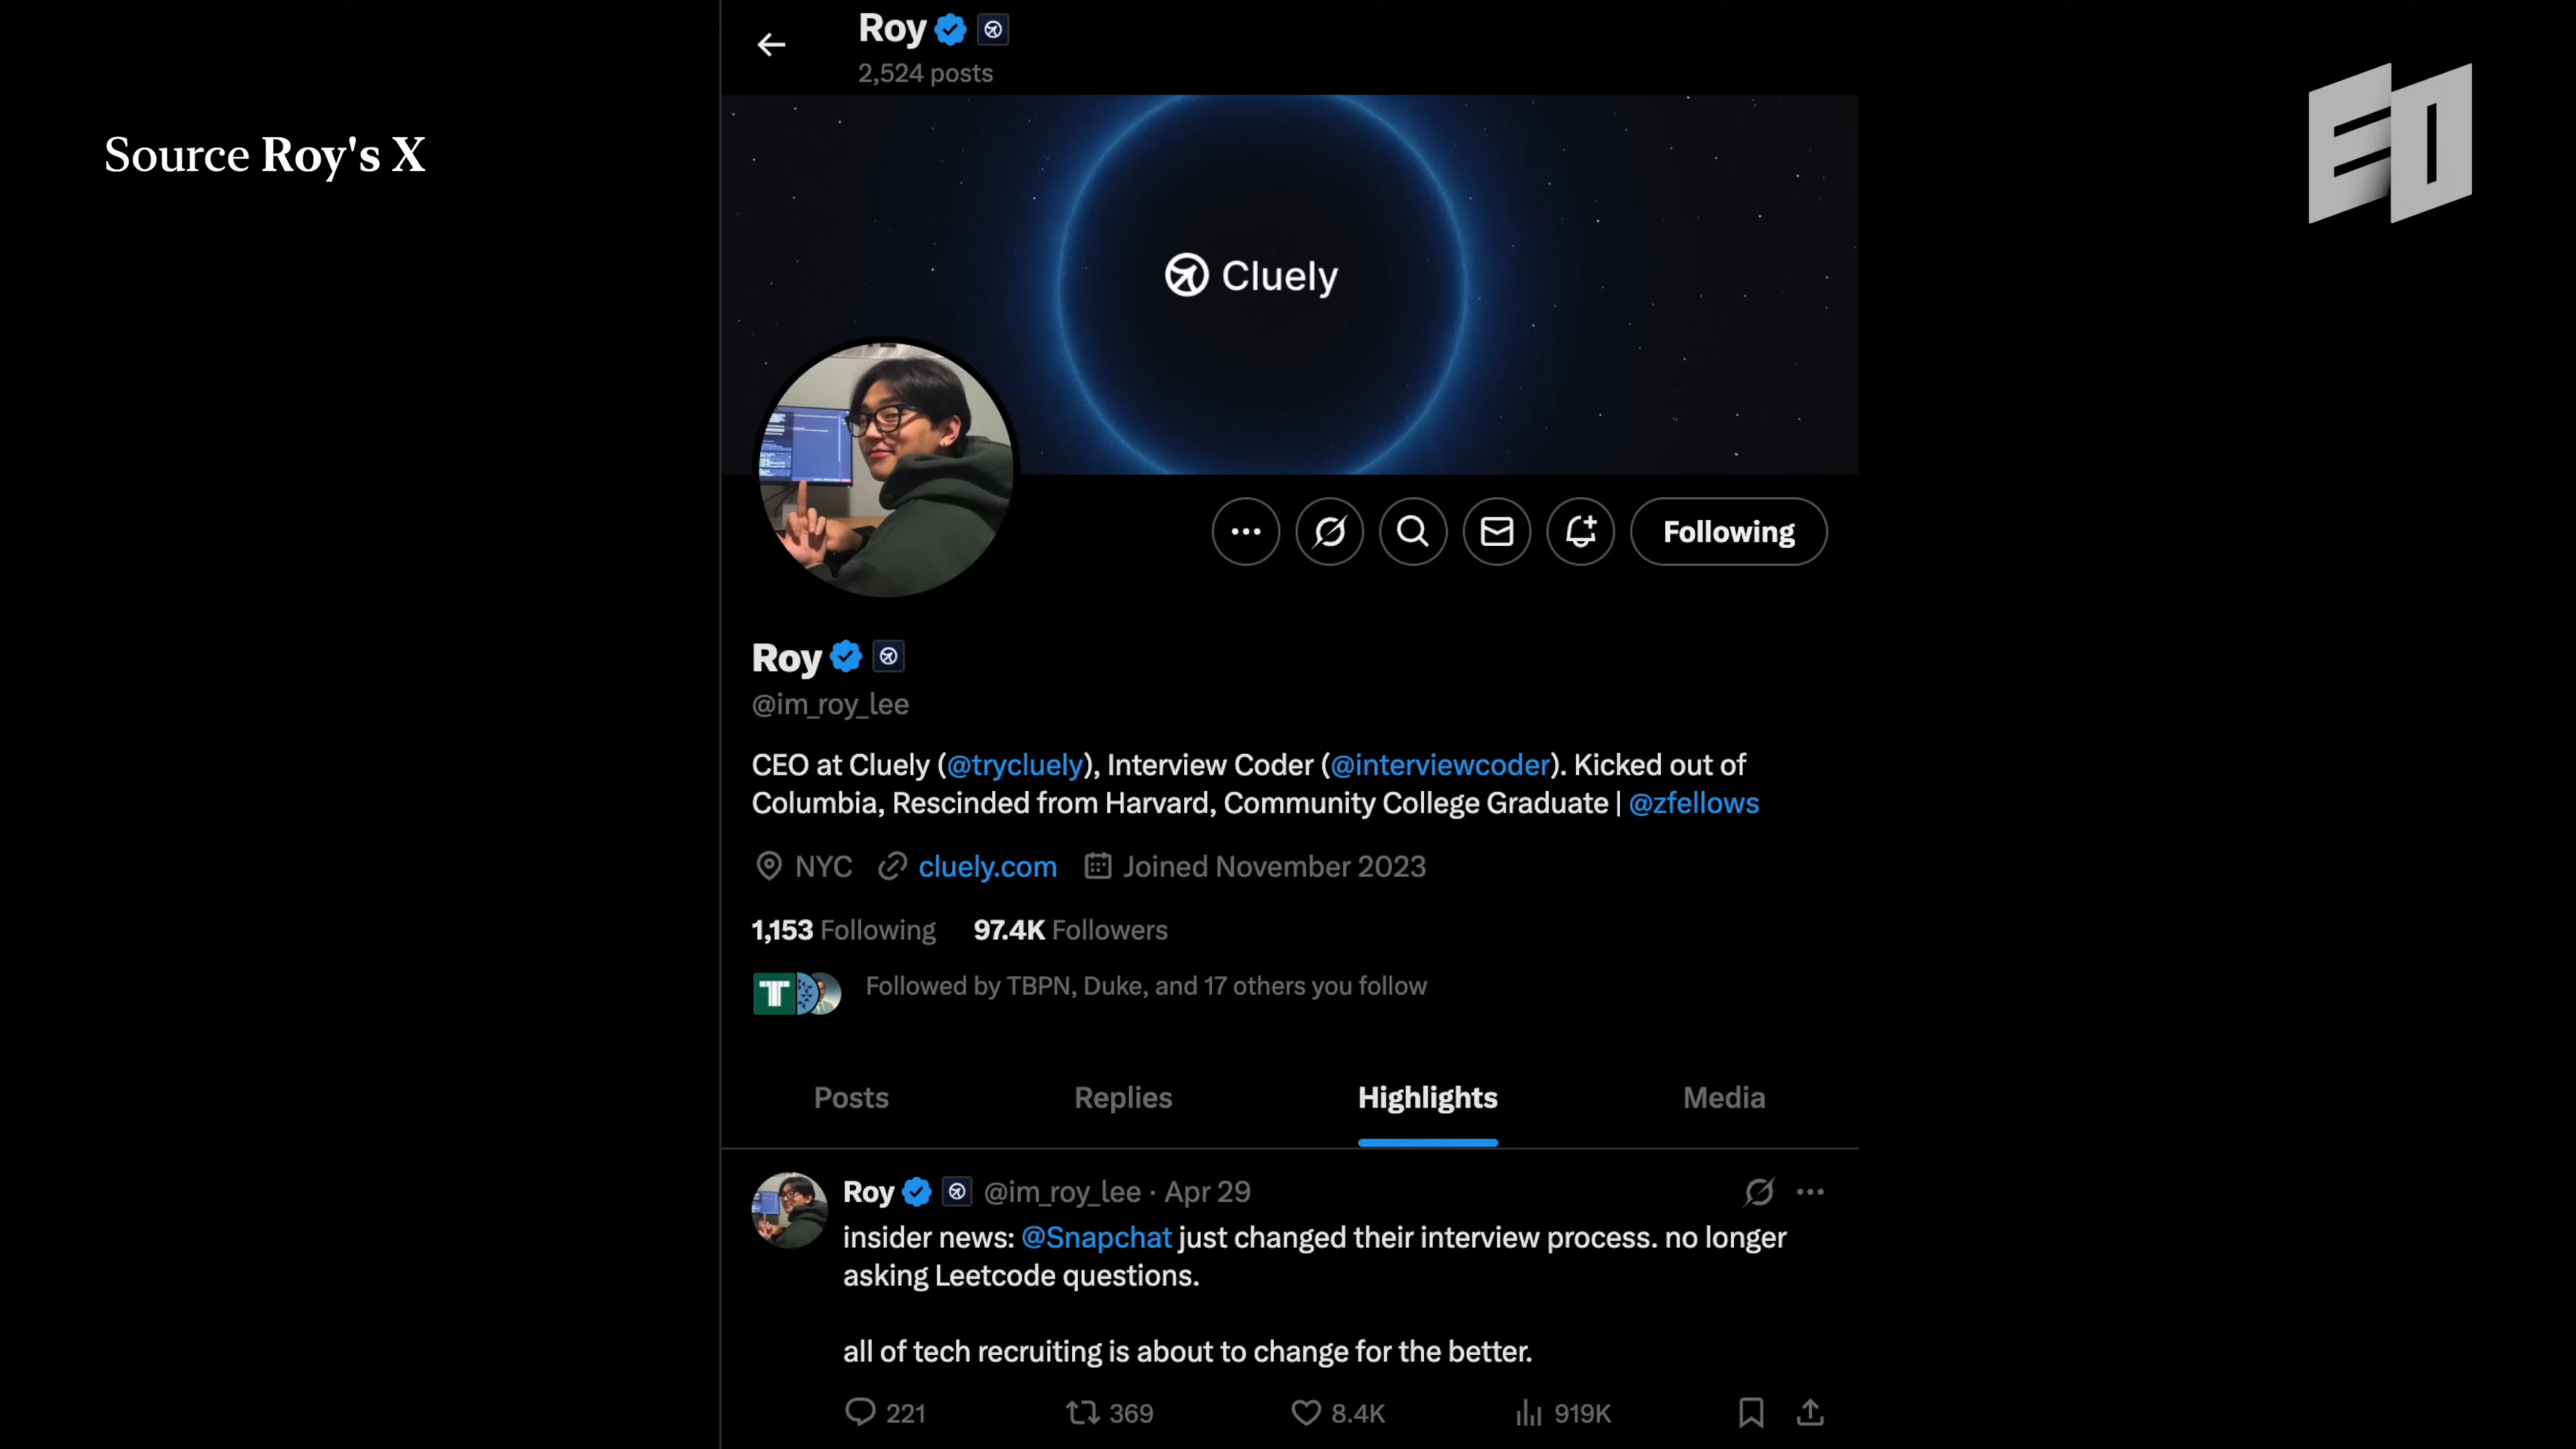 Source Roy's X
EO
Roy
2,524 posts
Cluely
Following
Roy
@im_roy_lee
CEO at Cluely (@trycluely), Interview Coder (@interviewcoder). Kicked out of
Columbia, Rescinded from Harvard, Community College Graduate | @zfellows
NYC cluely.com Joined November 2023
1,153 Following 97.4K Followers
T Followed by TBPN, Duke, and 17 others you follow
Posts Replies Highlights Media
Roy @im_roy_lee · Apr 29
insider news: @Snapchat just changed their interview process. no longer
asking Leetcode questions.
all of tech recruiting is about to change for the better.
221 369 8.4K 919K